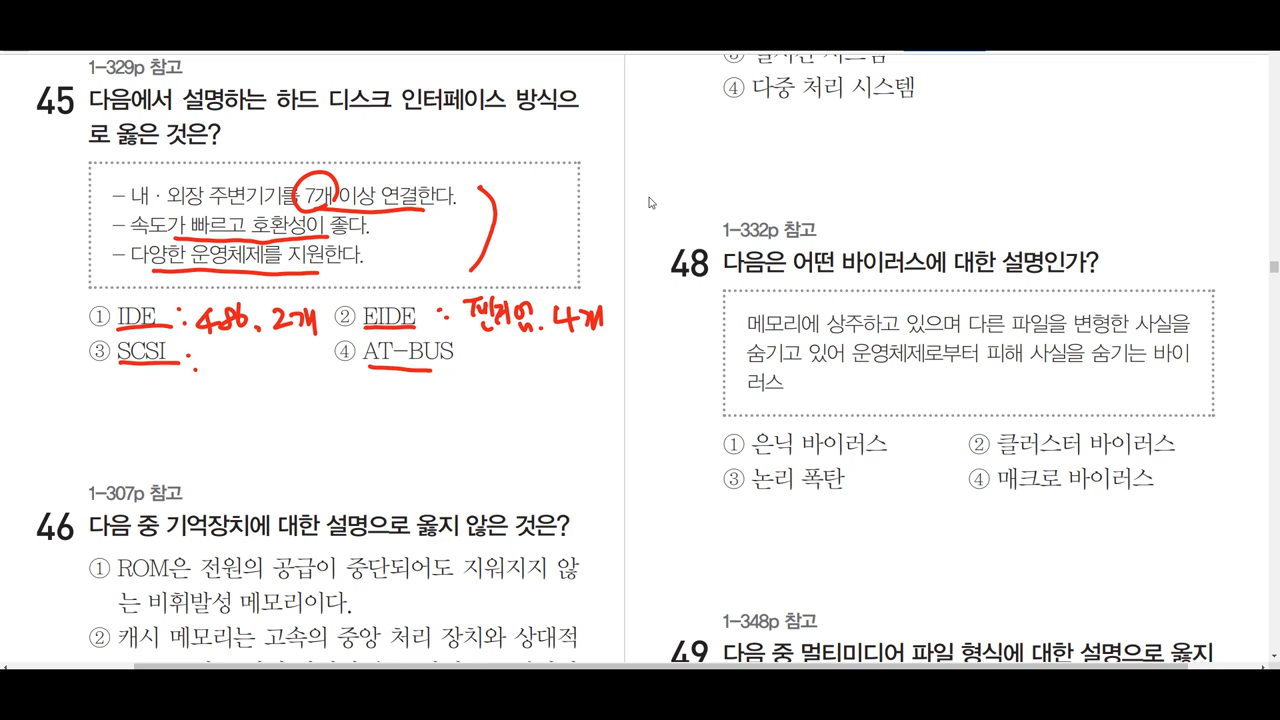 1-329p 참고
45 다음에서 설명하는 하드 디스크 인터페이스 방식으
로 옳은 것은?
– 내·외장 주변기기를 7개 이상 연결한다.
– 속도가 빠르고 호환성이 좋다.
– 다양한 운영체제를 지원한다.
① IDE : 486, 2개 ② EIDE : 펜티엄. 4개
③ SCSI : ④ AT-BUS
1-307p 참고
46 다음 중 기억장치에 대한 설명으로 옳지 않은 것은?
① ROM은 전원의 공급이 중단되어도 지워지지 않
는 비휘발성 메모리이다.
② 캐시 메모리는 고속의 중앙 처리 장치와 상대적
④ 다중 처리 시스템
1-332p 참고
48 다음은 어떤 바이러스에 대한 설명인가?
메모리에 상주하고 있으며 다른 파일을 변형한 사실을
숨기고 있어 운영체제로부터 피해 사실을 숨기는 바이
러스
① 은닉 바이러스 ② 클러스터 바이러스
③ 논리 폭탄 ④ 매크로 바이러스
1-348p 참고
49 다음 중 멀티미디어 파일 형식에 대한 설명으로 옳지